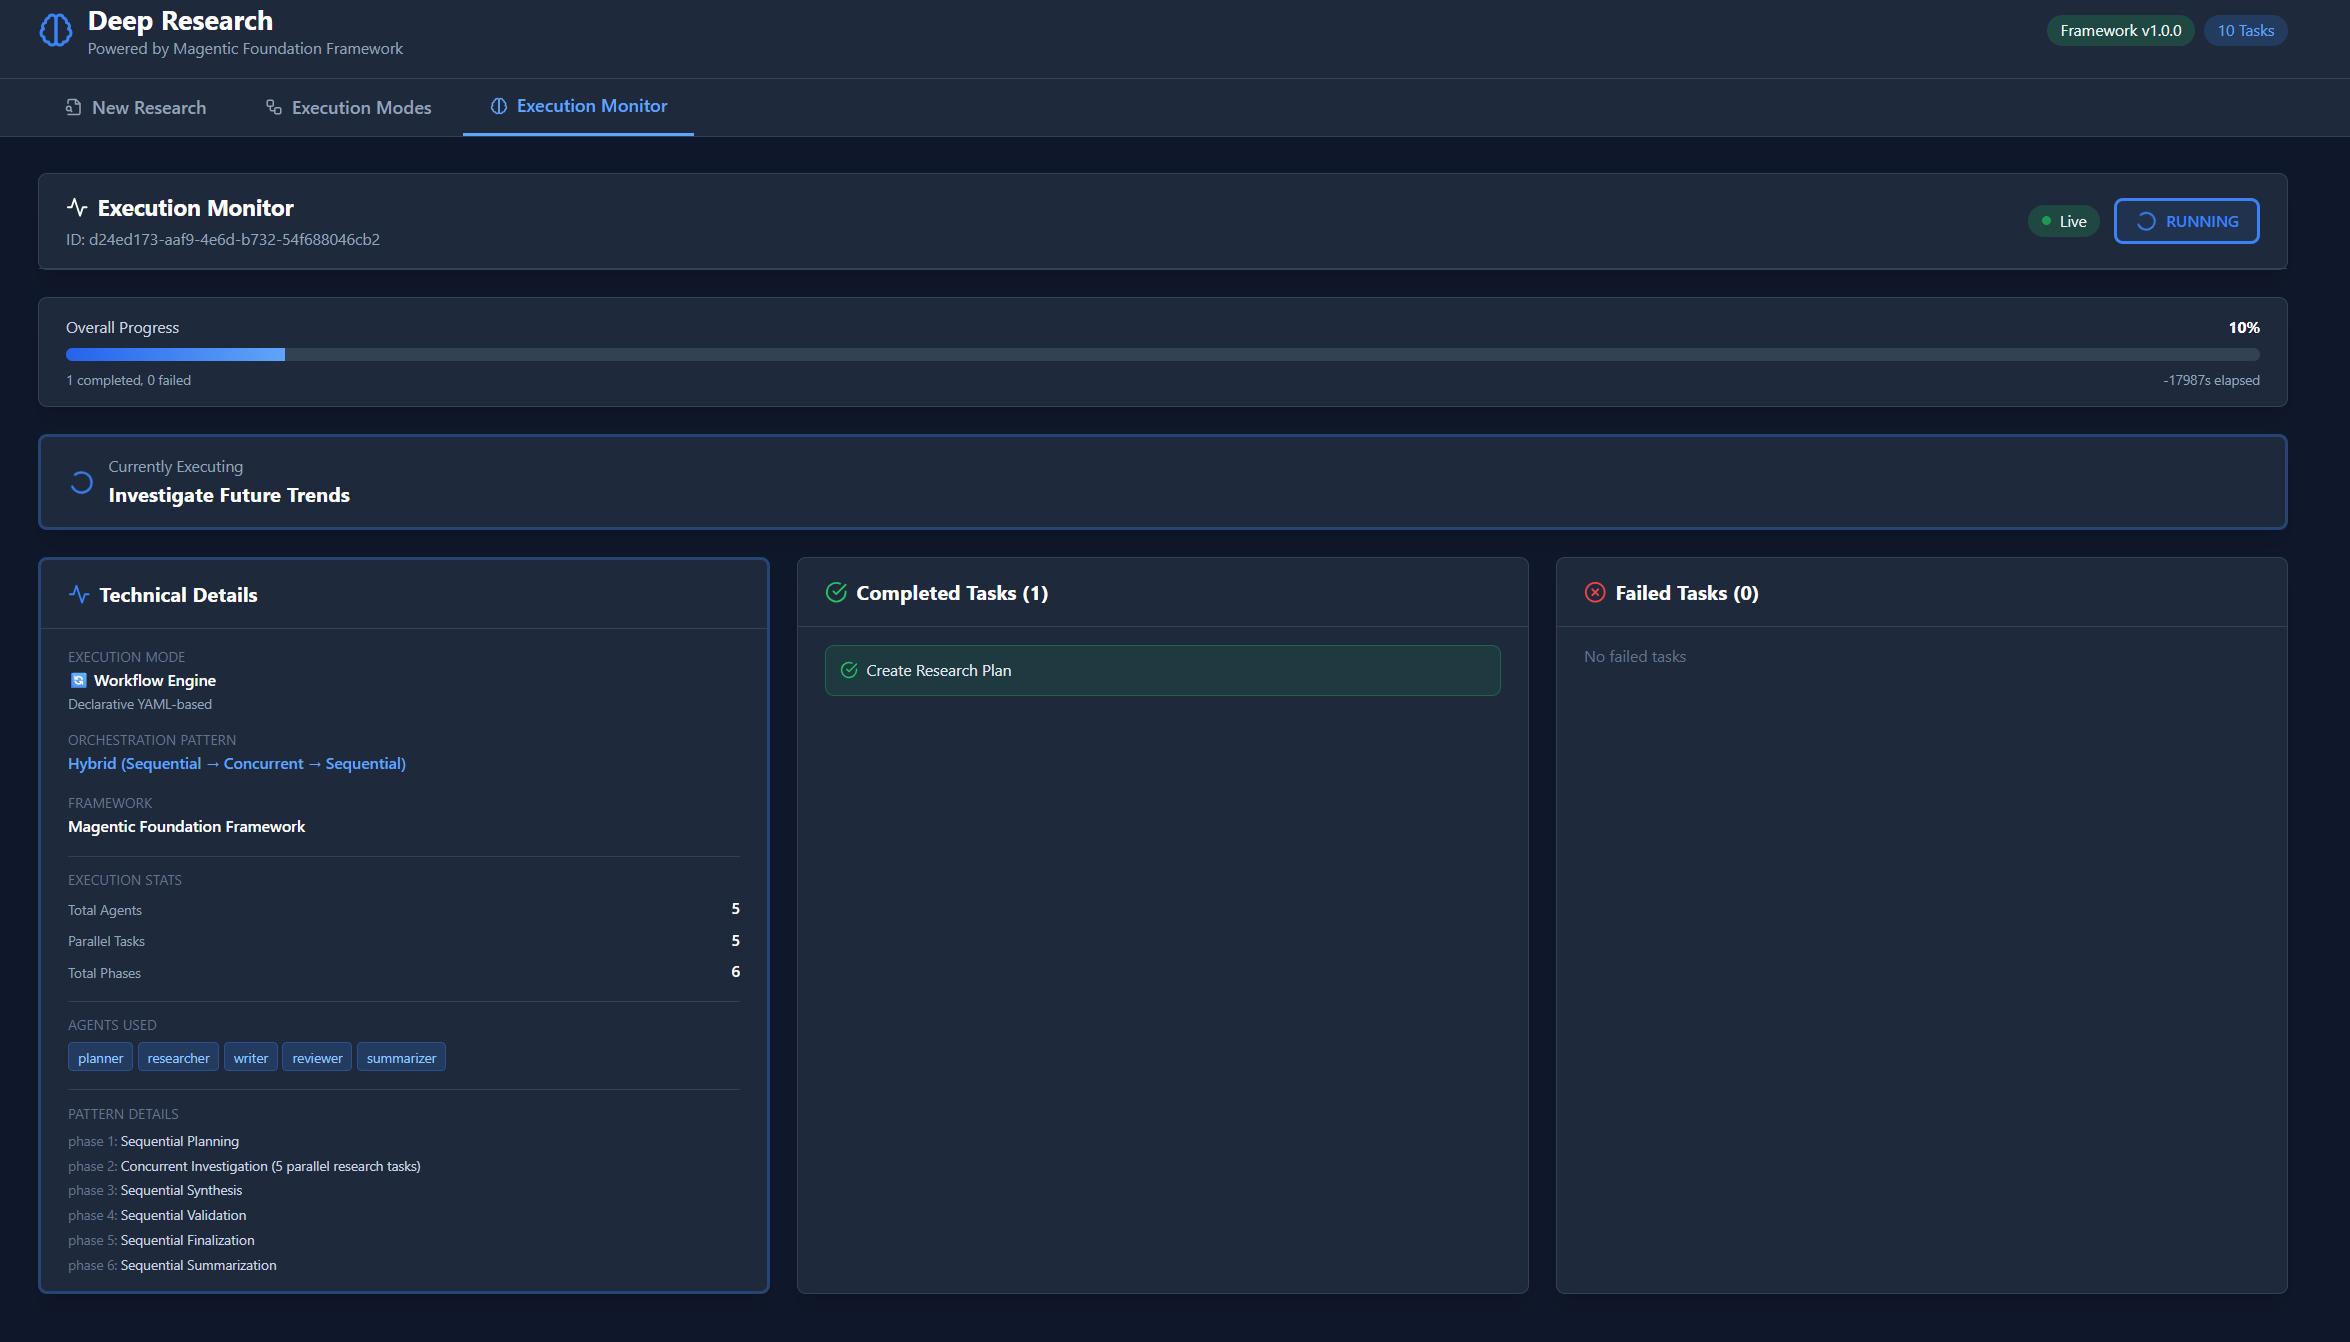 Deep Research
Powered by Magentic Foundation Framework
Framework v1.0.0
10 Tasks
New Research
Execution Modes
Execution Monitor
Execution Monitor
ID: d24ed173-aaf9-4e6d-b732-54f688046cb2
Live
RUNNING
Overall Progress
10%
1 completed, 0 failed
-17987s elapsed
Currently Executing
Investigate Future Trends
Technical Details
EXECUTION MODE
Workflow Engine
Declarative YAML-based
ORCHESTRATION PATTERN
Hybrid (Sequential → Concurrent → Sequential)
FRAMEWORK
Magentic Foundation Framework
EXECUTION STATS
Total Agents 5
Parallel Tasks 5
Total Phases 6
AGENTS USED
planner researcher writer reviewer summarizer
PATTERN DETAILS
phase 1: Sequential Planning
phase 2: Concurrent Investigation (5 parallel research tasks)
phase 3: Sequential Synthesis
phase 4: Sequential Validation
phase 5: Sequential Finalization
phase 6: Sequential Summarization
Completed Tasks (1)
Create Research Plan
Failed Tasks (0)
No failed tasks